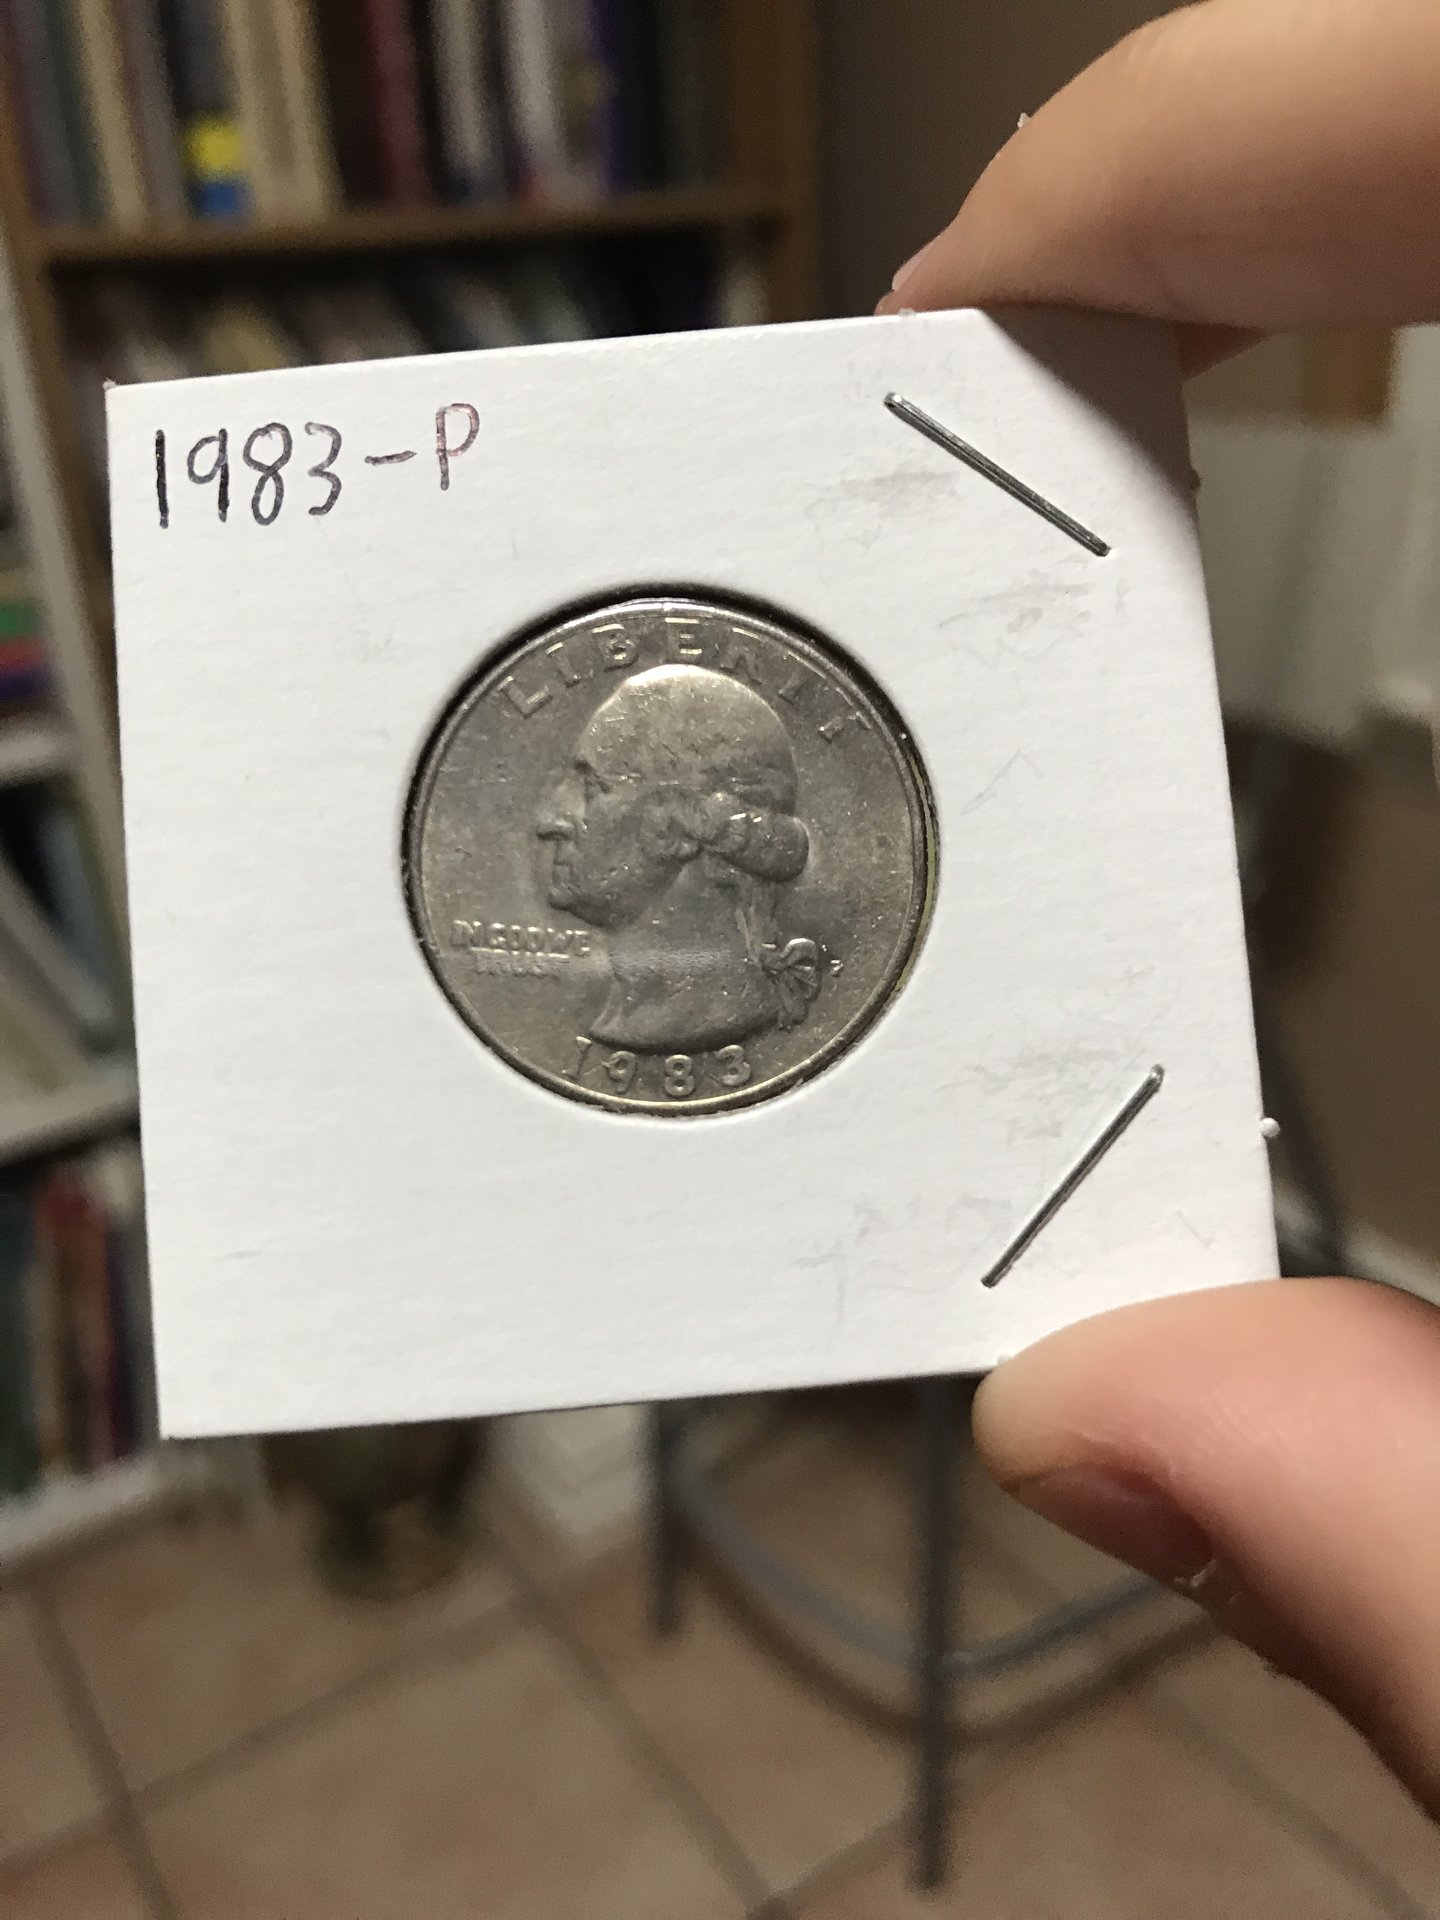 1983-P
LIBERTY
IN GOD WE
TRUST
P
1983